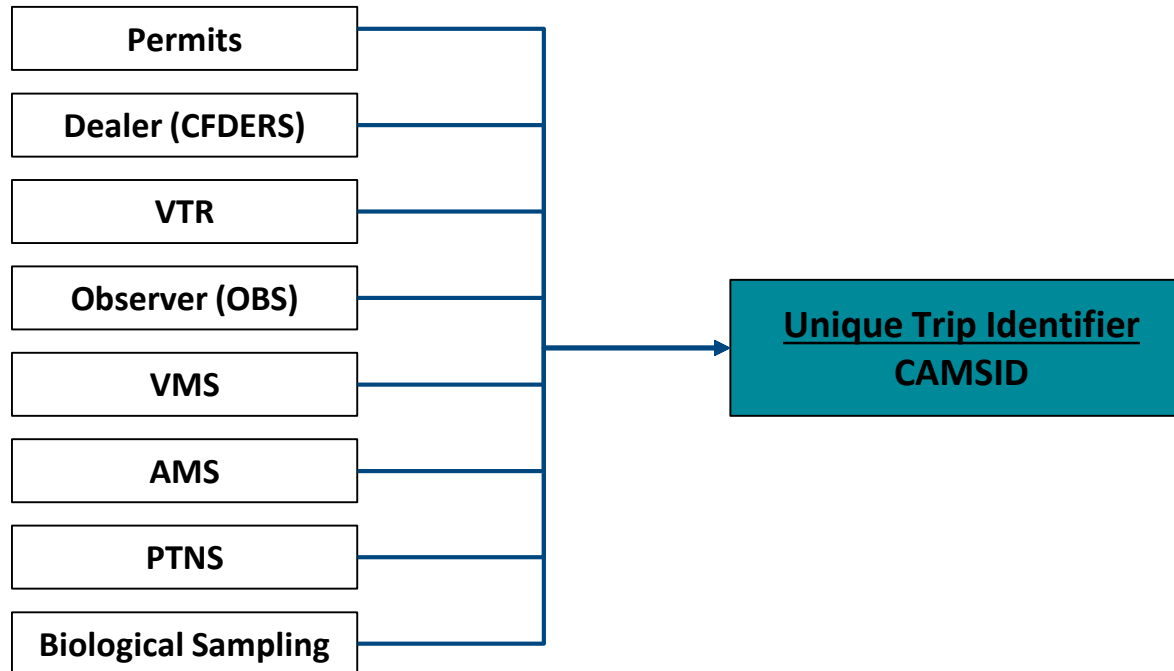 Permits
Dealer (CFDERS)
VTR
Observer (OBS)
VMS
AMS
PTNS
Biological Sampling
Unique Trip Identifier
CAMSID